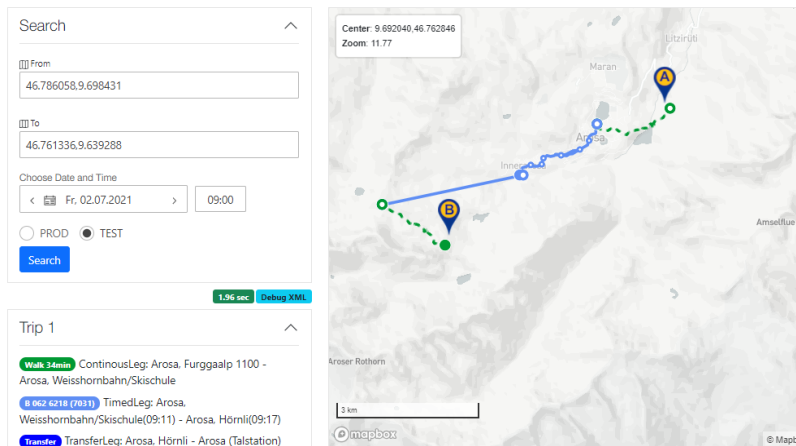 Search
From
46.786058,9.698431
To
46.761336,9.639288
Choose Date and Time
Fr, 02.07.2021
09:00
PROD
TEST
Search
1.96 sec
Debug XML
Trip 1
Walk 34min ContinousLeg: Arosa, Furggaalp 1100 -
Arosa, Weisshornbahn/Skischule
B 062 6218 (7031) TimedLeg: Arosa,
Weisshornbahn/Skischule(09:11) - Arosa, Hörnli(09:17)
Transfer TransferLeg: Arosa, Hörnli - Arosa (Talstation)
Center: 9.692040,46.762846
Zoom: 11.77
Litzirüti
Maran
A
Arosa
B
Amselflue
Aroser Rothorn
3 km
mapbox
© Mapb